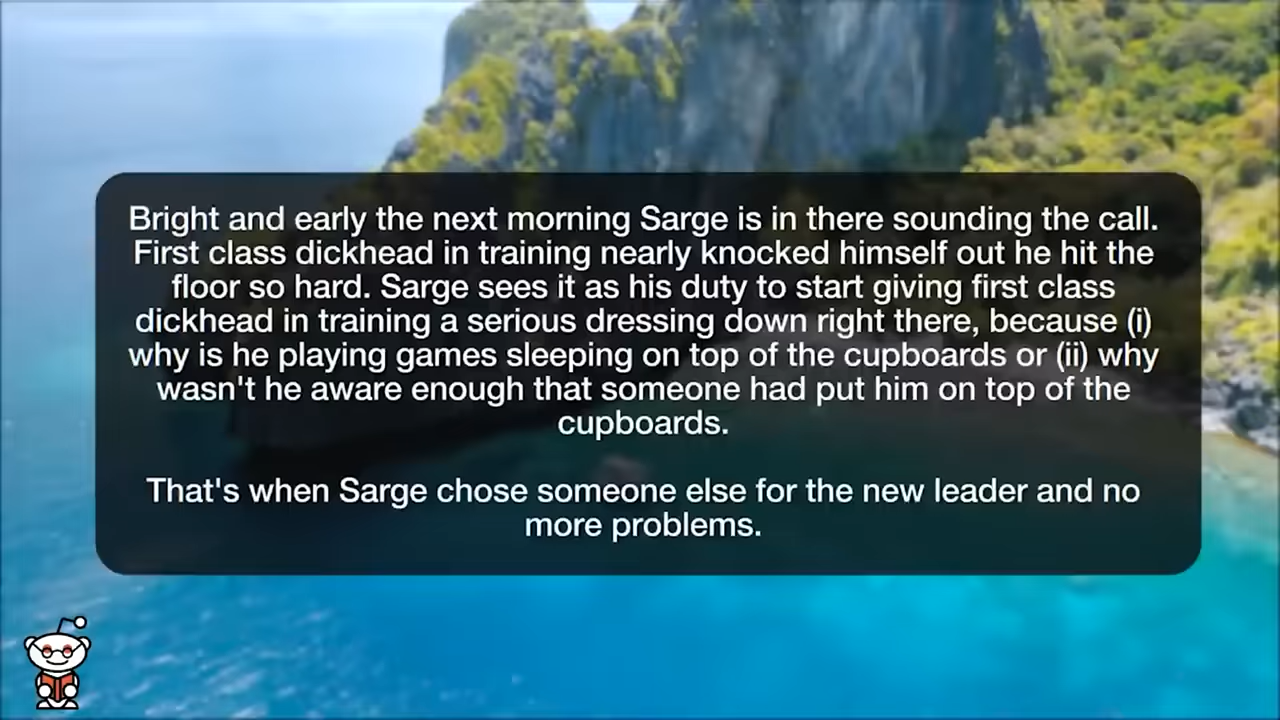 Bright and early the next morning Sarge is in there sounding the call.
First class dickhead in training nearly knocked himself out he hit the
floor so hard. Sarge sees it as his duty to start giving first class
dickhead in training a serious dressing down right there, because (i)
why is he playing games sleeping on top of the cupboards or (ii) why
wasn't he aware enough that someone had put him on top of the
cupboards.
That's when Sarge chose someone else for the new leader and no
more problems.